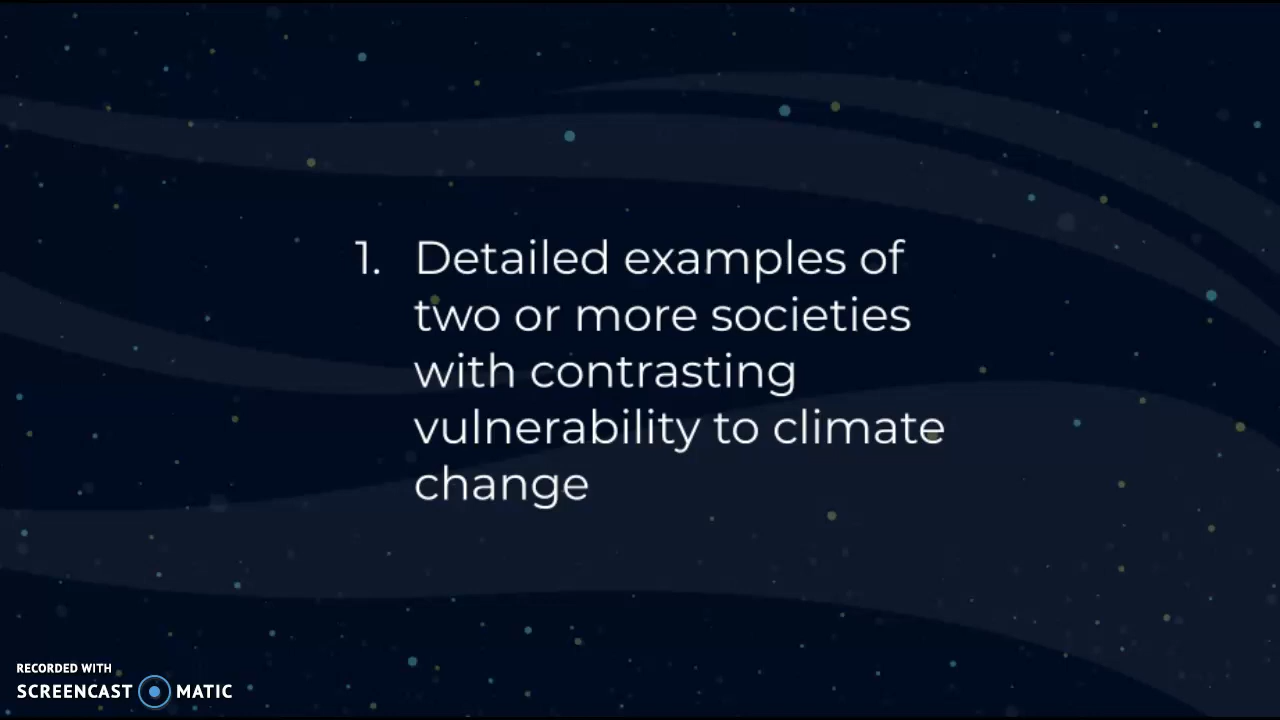 1. Detailed examples of
two or more societies
with contrasting
vulnerability to climate
change
RECORDED WITH
SCREENCAST MATIC